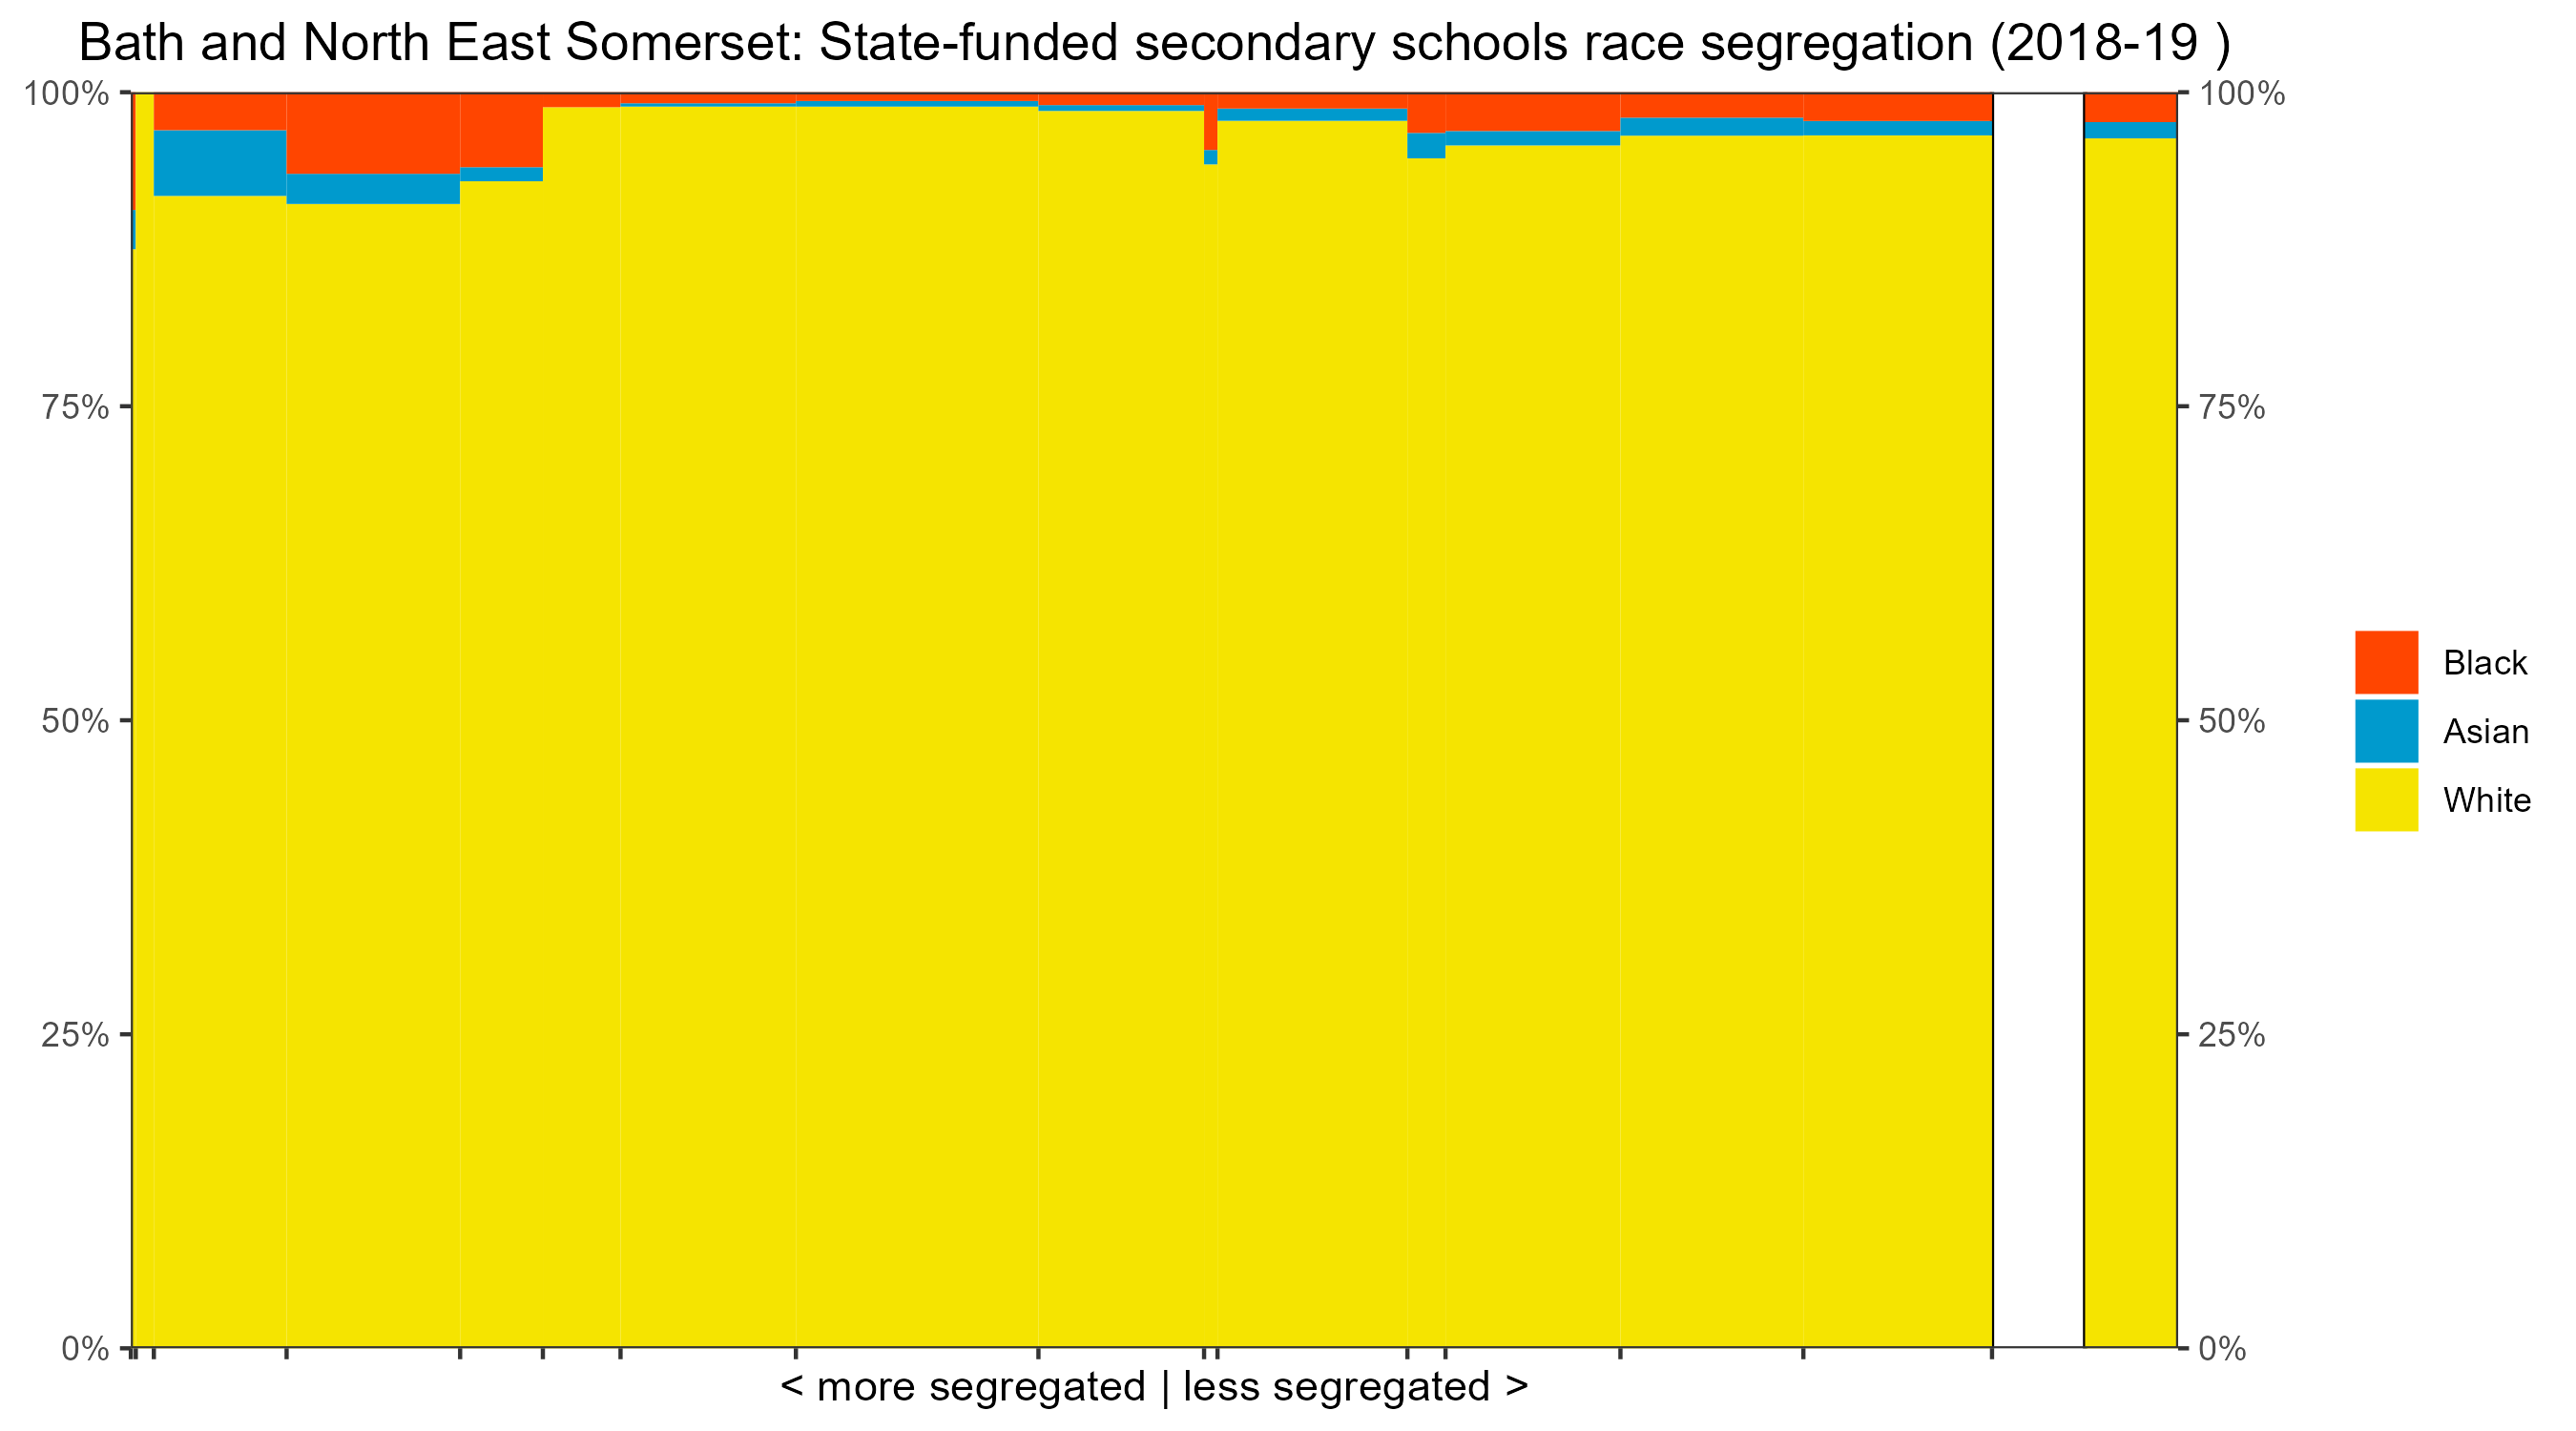 Bath and North East Somerset: State-funded secondary schools race segregation (2018-19 )
100%
75%
50%
25%
0%
100%
75%
50%
25%
0%
Black
Asian
White
< more segregated | less segregated >